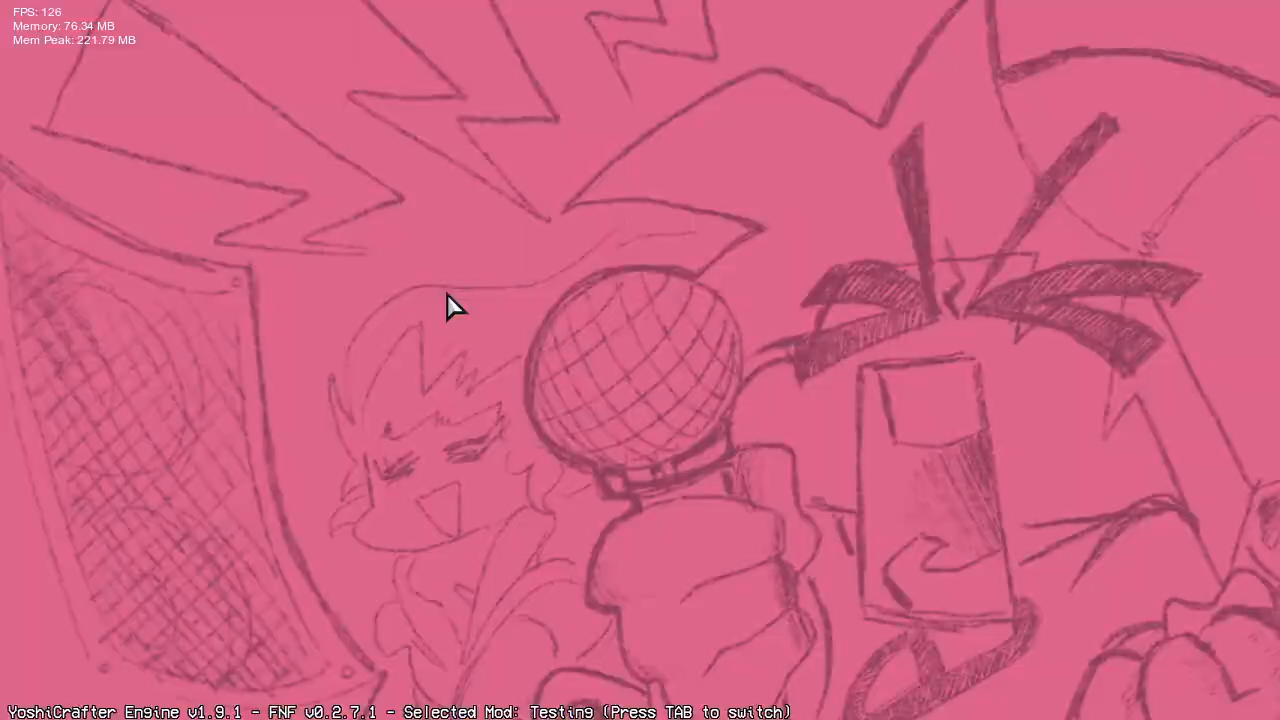 FPS: 126
Memory: 76.34 MB
Mem Peak: 221.79 MB
YoshiCrafter Engine v1.9.1 - FNF v0.2.7.1 - Selected Mod: Testing (Press TAB to switch)